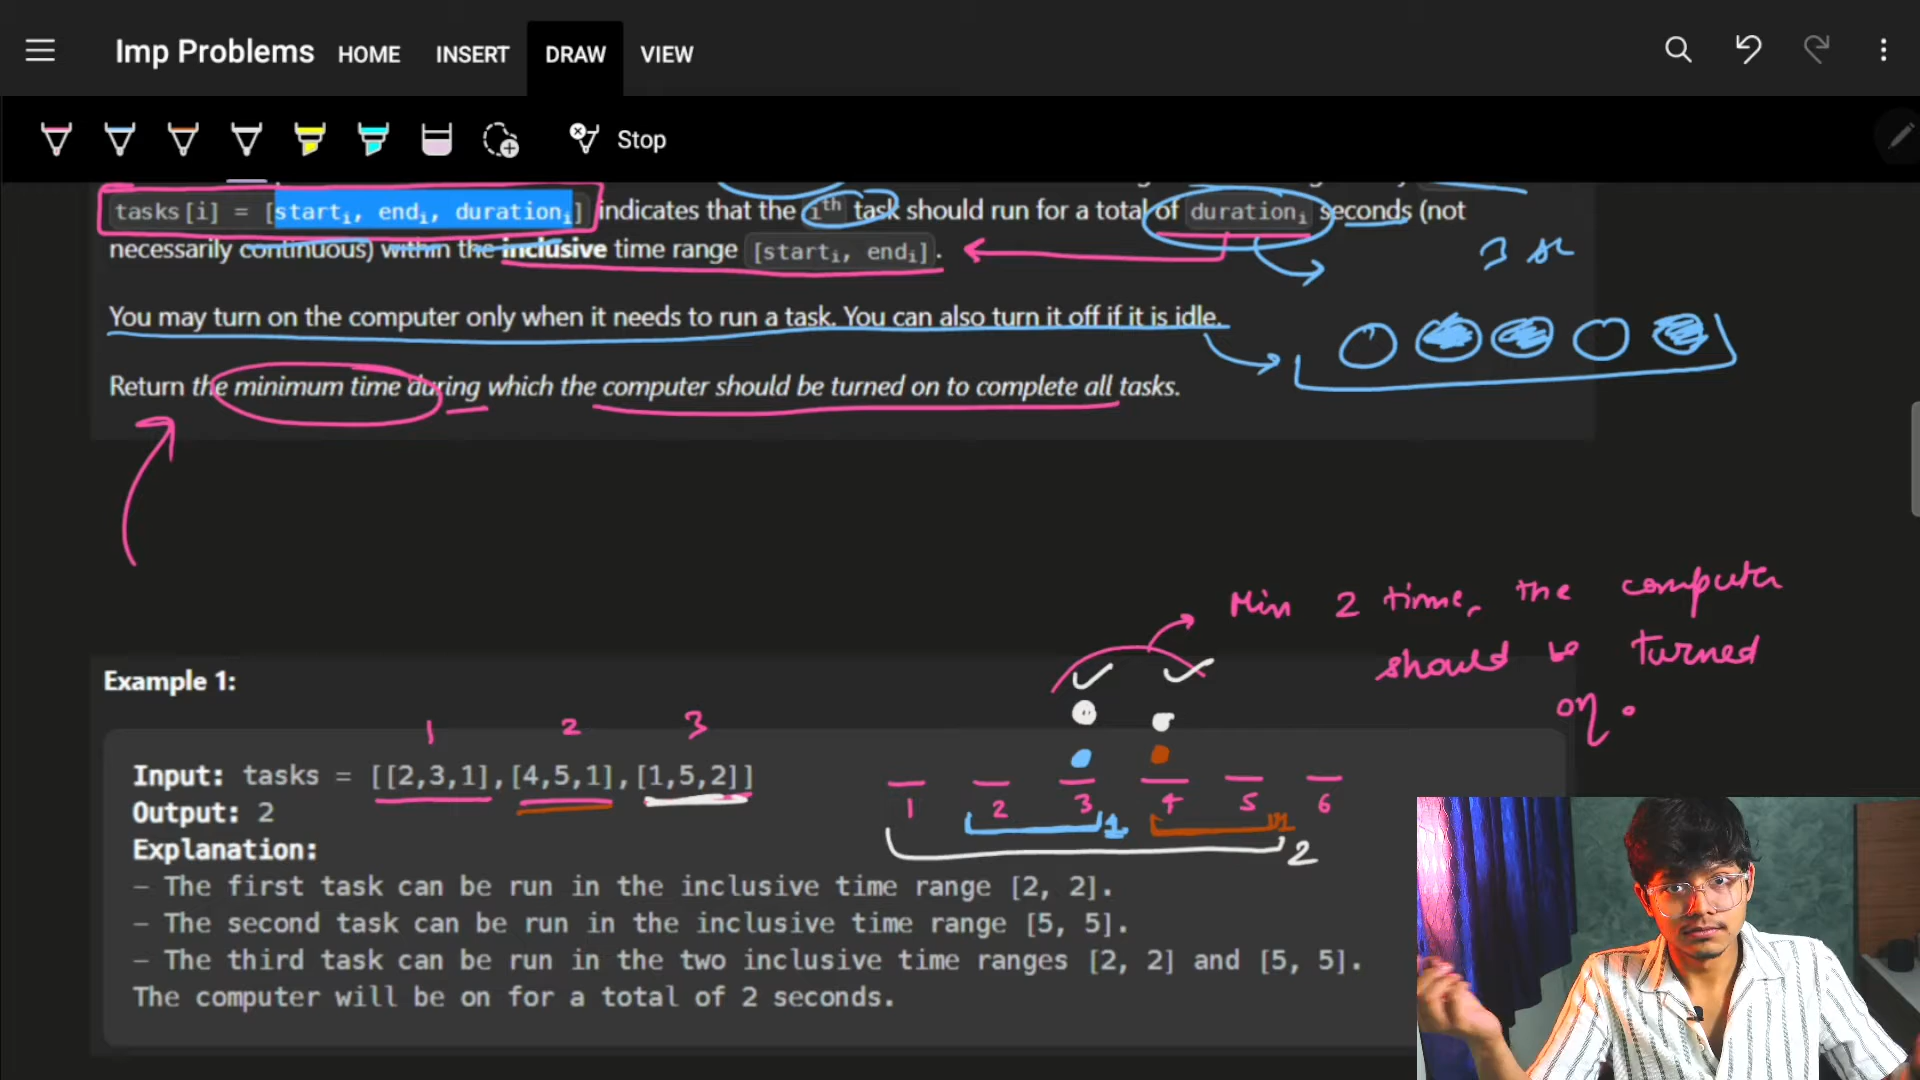 Imp Problems HOME INSERT DRAW VIEW
Stop
tasks[i] = [starti, endi, durationi] indicates that the ith task should run for a total of durationi seconds (not
necessarily continuous) within the inclusive time range [starti, endi].
3
You may turn on the computer only when it needs to run a task. You can also turn it off if it is idle.
Return the minimum time during which the computer should be turned on to complete all tasks.
Min 2 time, the computer
should be turned
on.
Example 1:
1 2 3
Input: tasks = [[2,3,1],[4,5,1],[1,5,2]]
1 2 3 4 5 6
Output: 2
1 1
2
Explanation:
– The first task can be run in the inclusive time range [2, 2].
– The second task can be run in the inclusive time range [5, 5].
– The third task can be run in the two inclusive time ranges [2, 2] and [5, 5].
The computer will be on for a total of 2 seconds.